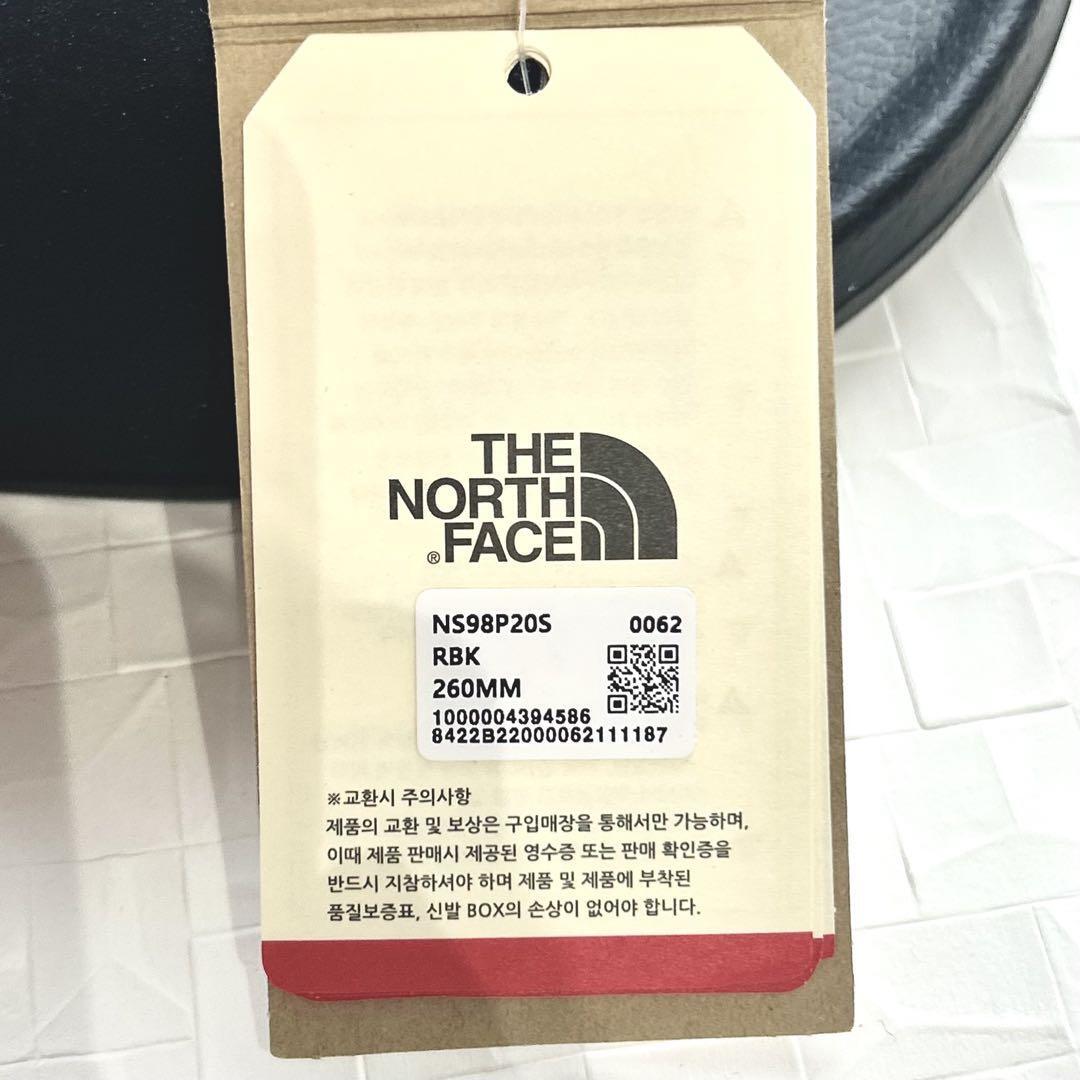 THE
NORTH
®FACE
NS98P20S 0062
RBK
260MM
1000004394586
8422B22000062111187
※교환시 주의사항
제품의 교환 및 보상은 구입매장을 통해서만 가능하며,
이때 제품 판매시 제공된 영수증 또는 판매 확인증을
반드시 지참하셔야 하며 제품 및 제품에 부착된
품질보증표, 신발 BOX의 손상이 없어야 합니다.